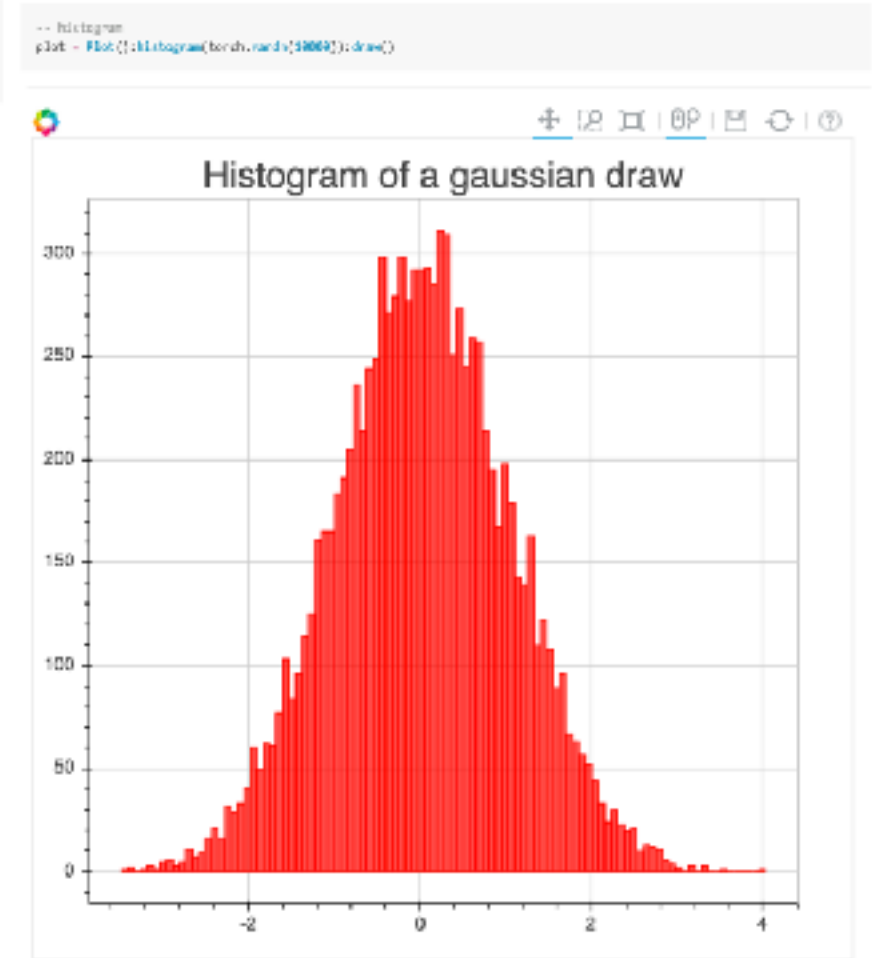 -- histogram
plot = Plot():histogram(torch.randn(10000)):draw()
Histogram of a gaussian draw
300
250
200
150
100
50
0
-2 0 2 4